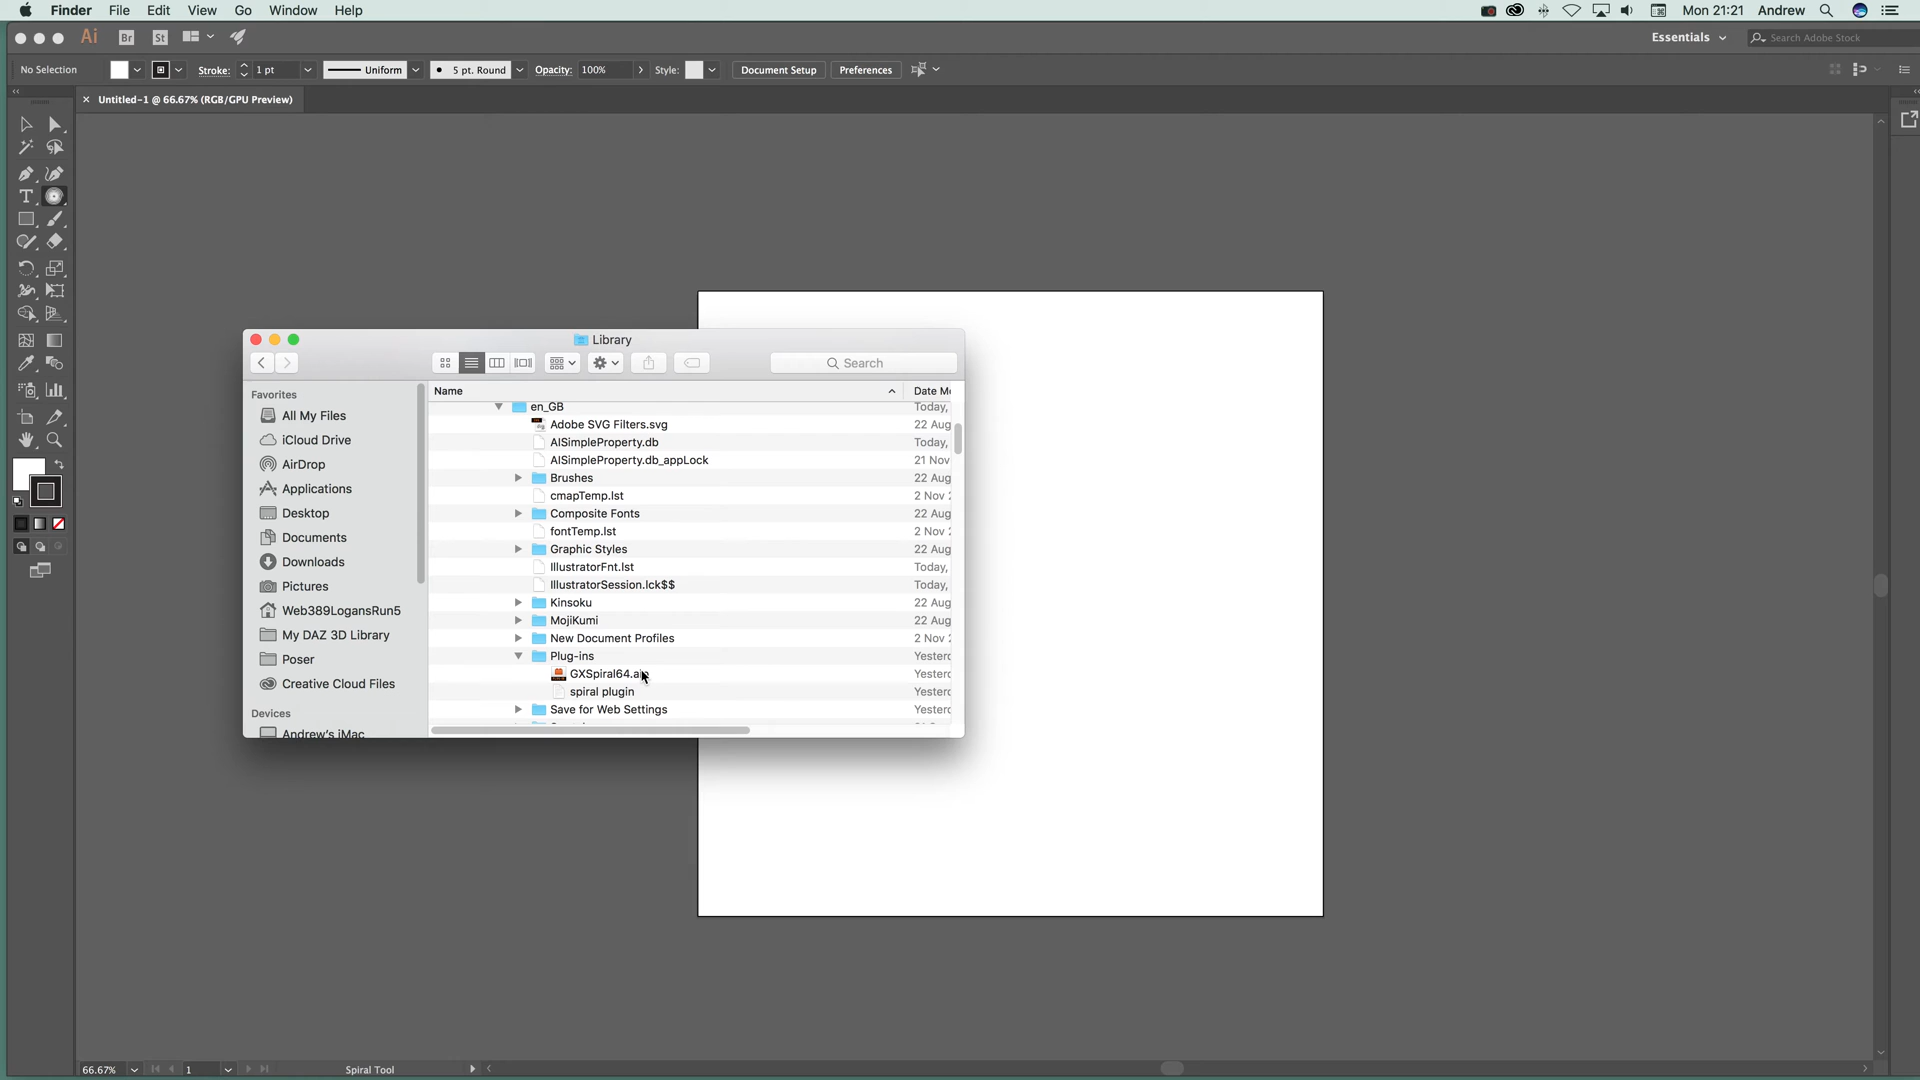 Finder File Edit View Go Window Help Mon 21:21 Andrew
Ai Br St Essentials Search Adobe Stock
No Selection Stroke: 1 pt Uniform 5 pt. Round Opacity: 100% Style: Document Setup Preferences
Untitled-1 @ 66.67% (RGB/GPU Preview)
Library
Search
Favorites
All My Files
iCloud Drive
AirDrop
Applications
Desktop
Documents
Downloads
Pictures
Web389LogansRun5
My DAZ 3D Library
Poser
Creative Cloud Files
Devices
Andrew's iMac
Name Date Mo
en_GB Today,
Adobe SVG Filters.svg 22 Aug
AISimpleProperty.db Today,
AISimpleProperty.db_appLock 21 Nov
Brushes 22 Aug
cmapTemp.lst 2 Nov
Composite Fonts 22 Aug
fontTemp.lst 2 Nov
Graphic Styles 22 Aug
IllustratorFnt.lst Today,
IllustratorSession.lck$$ Today,
Kinsoku 22 Aug
MojiKumi 22 Aug
New Document Profiles 2 Nov
Plug-ins Yester
GXSpiral64.aip Yester
spiral plugin Yester
Save for Web Settings Yester
66.67% 1 Spiral Tool